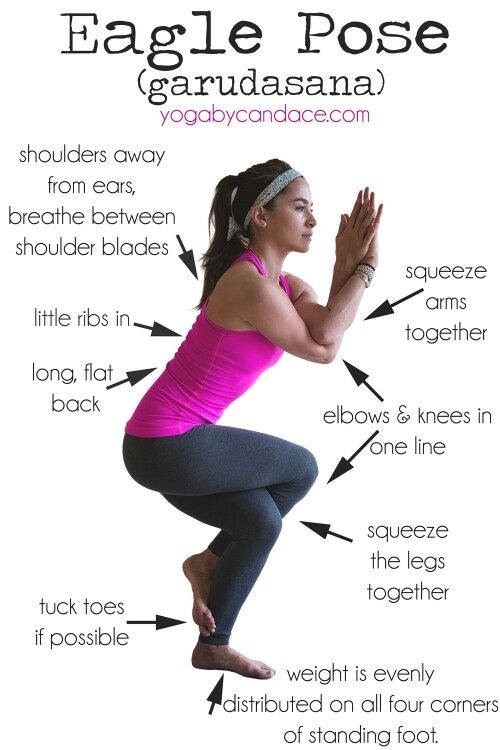 Eagle Pose
(garudasana)
yogabycandace.com
shoulders away
from ears,
breathe between
shoulder blades
squeeze
arms
together
little ribs in
long, flat
back
elbows & knees in
one line
squeeze
the legs
together
tuck toes
if possible
weight is evenly
distributed on all four corners
of standing foot.